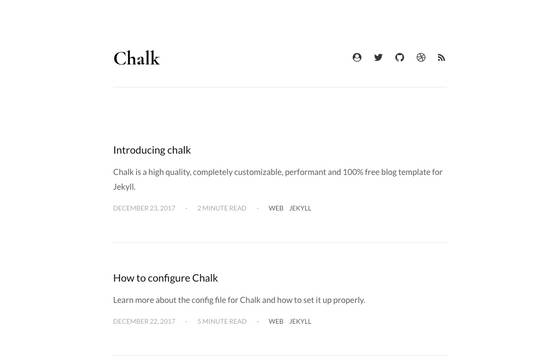 Chalk
Introducing chalk
Chalk is a high quality, completely customizable, performant and 100% free blog template for
Jekyll.
DECEMBER 23, 2017 - 2 MINUTE READ - WEB JEKYLL
How to configure Chalk
Learn more about the config file for Chalk and how to set it up properly.
DECEMBER 22, 2017 - 5 MINUTE READ - WEB JEKYLL